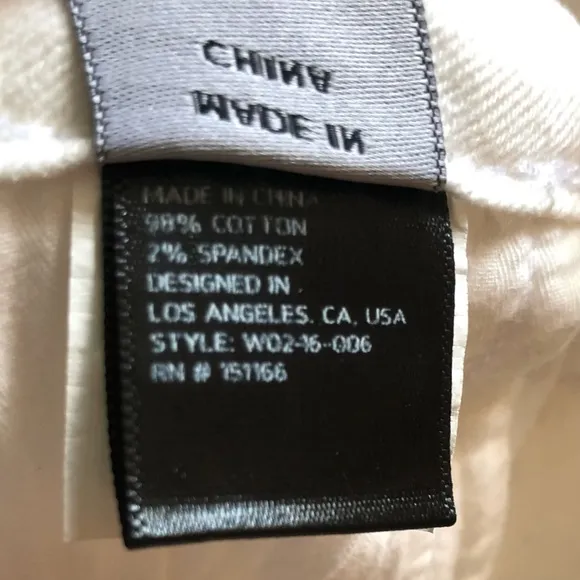 MADE IN
CHINA
MADE IN CHINA
98% COTTON
2% SPANDEX
DESIGNED IN
LOS ANGELES, CA, USA
STYLE: W02-16-006
RN # 151166